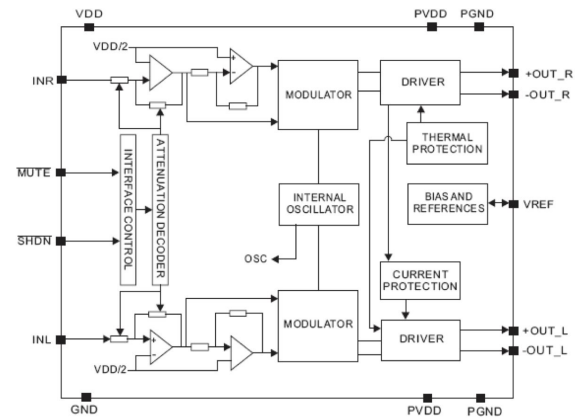 VDD
PVDD
PGND
VDD/2
INR
MODULATOR
DRIVER
+OUT_R
-OUT_R
THERMAL
PROTECTION
MUTE
SHDN
INTERFACE CONTROL
ATTENUATION DECODER
INTERNAL
OSCILLATOR
BIAS AND
REFERENCES
VREF
OSC
CURRENT
PROTECTION
MODULATOR
DRIVER
+OUT_L
-OUT_L
INL
VDD/2
GND
PVDD
PGND